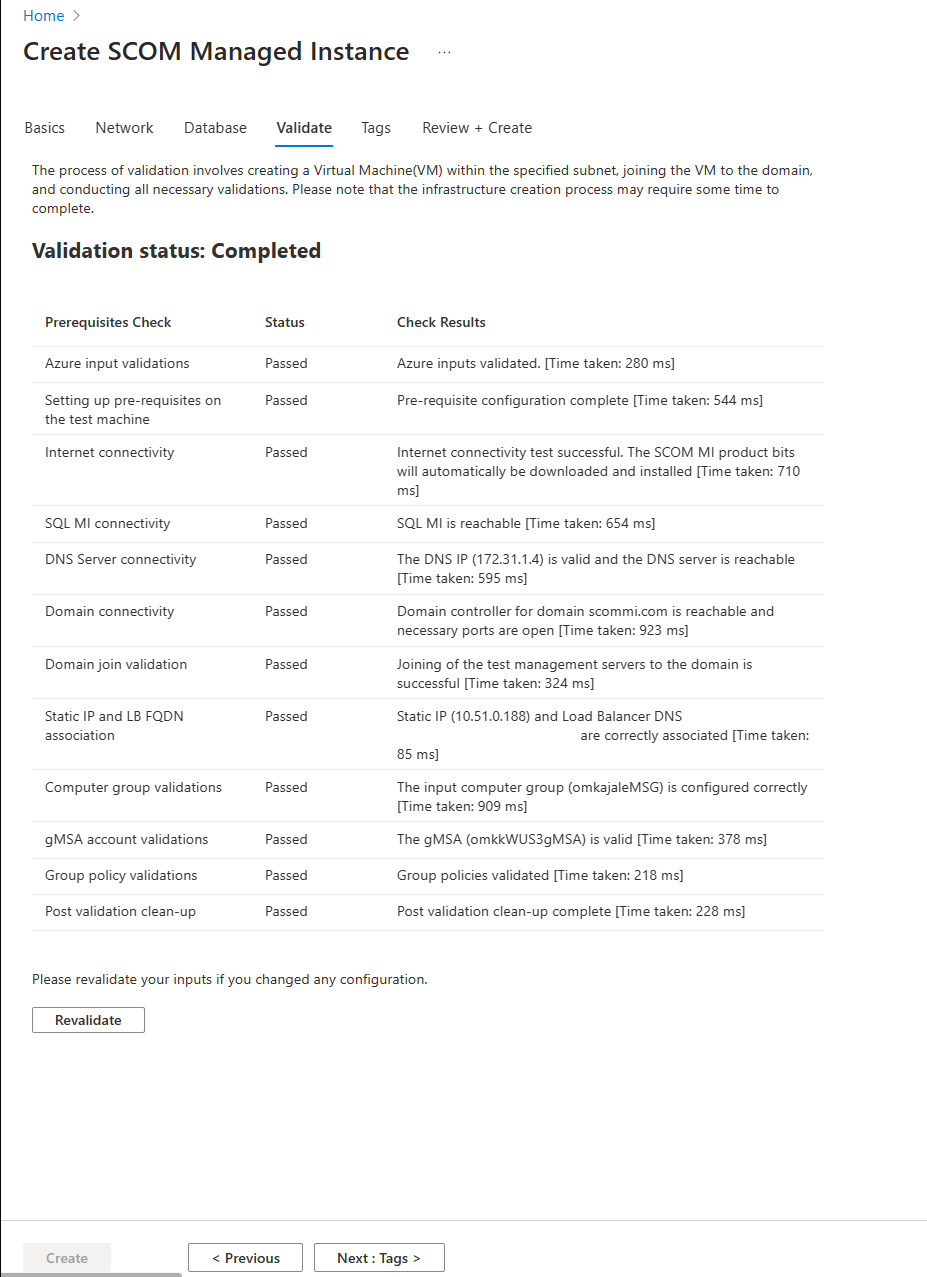 Home >
Create SCOM Managed Instance ...
Basics Network Database Validate Tags Review + Create
The process of validation involves creating a Virtual Machine(VM) within the specified subnet, joining the VM to the domain,
and conducting all necessary validations. Please note that the infrastructure creation process may require some time to
complete.
Validation status: Completed
Prerequisites Check Status Check Results
Azure input validations Passed Azure inputs validated. [Time taken: 280 ms]
Setting up pre-requisites on Passed Pre-requisite configuration complete [Time taken: 544 ms]
the test machine
Internet connectivity Passed Internet connectivity test successful. The SCOM MI product bits
will automatically be downloaded and installed [Time taken: 710
ms]
SQL MI connectivity Passed SQL MI is reachable [Time taken: 654 ms]
DNS Server connectivity Passed The DNS IP (172.31.1.4) is valid and the DNS server is reachable
[Time taken: 595 ms]
Domain connectivity Passed Domain controller for domain scommi.com is reachable and
necessary ports are open [Time taken: 923 ms]
Domain join validation Passed Joining of the test management servers to the domain is
successful [Time taken: 324 ms]
Static IP and LB FQDN Passed Static IP (10.51.0.188) and Load Balancer DNS
association are correctly associated [Time taken:
85 ms]
Computer group validations Passed The input computer group (omkajaleMSG) is configured correctly
[Time taken: 909 ms]
gMSA account validations Passed The gMSA (omkkWUS3gMSA) is valid [Time taken: 378 ms]
Group policy validations Passed Group policies validated [Time taken: 218 ms]
Post validation clean-up Passed Post validation clean-up complete [Time taken: 228 ms]
Please revalidate your inputs if you changed any configuration.
Revalidate
Create < Previous Next : Tags >